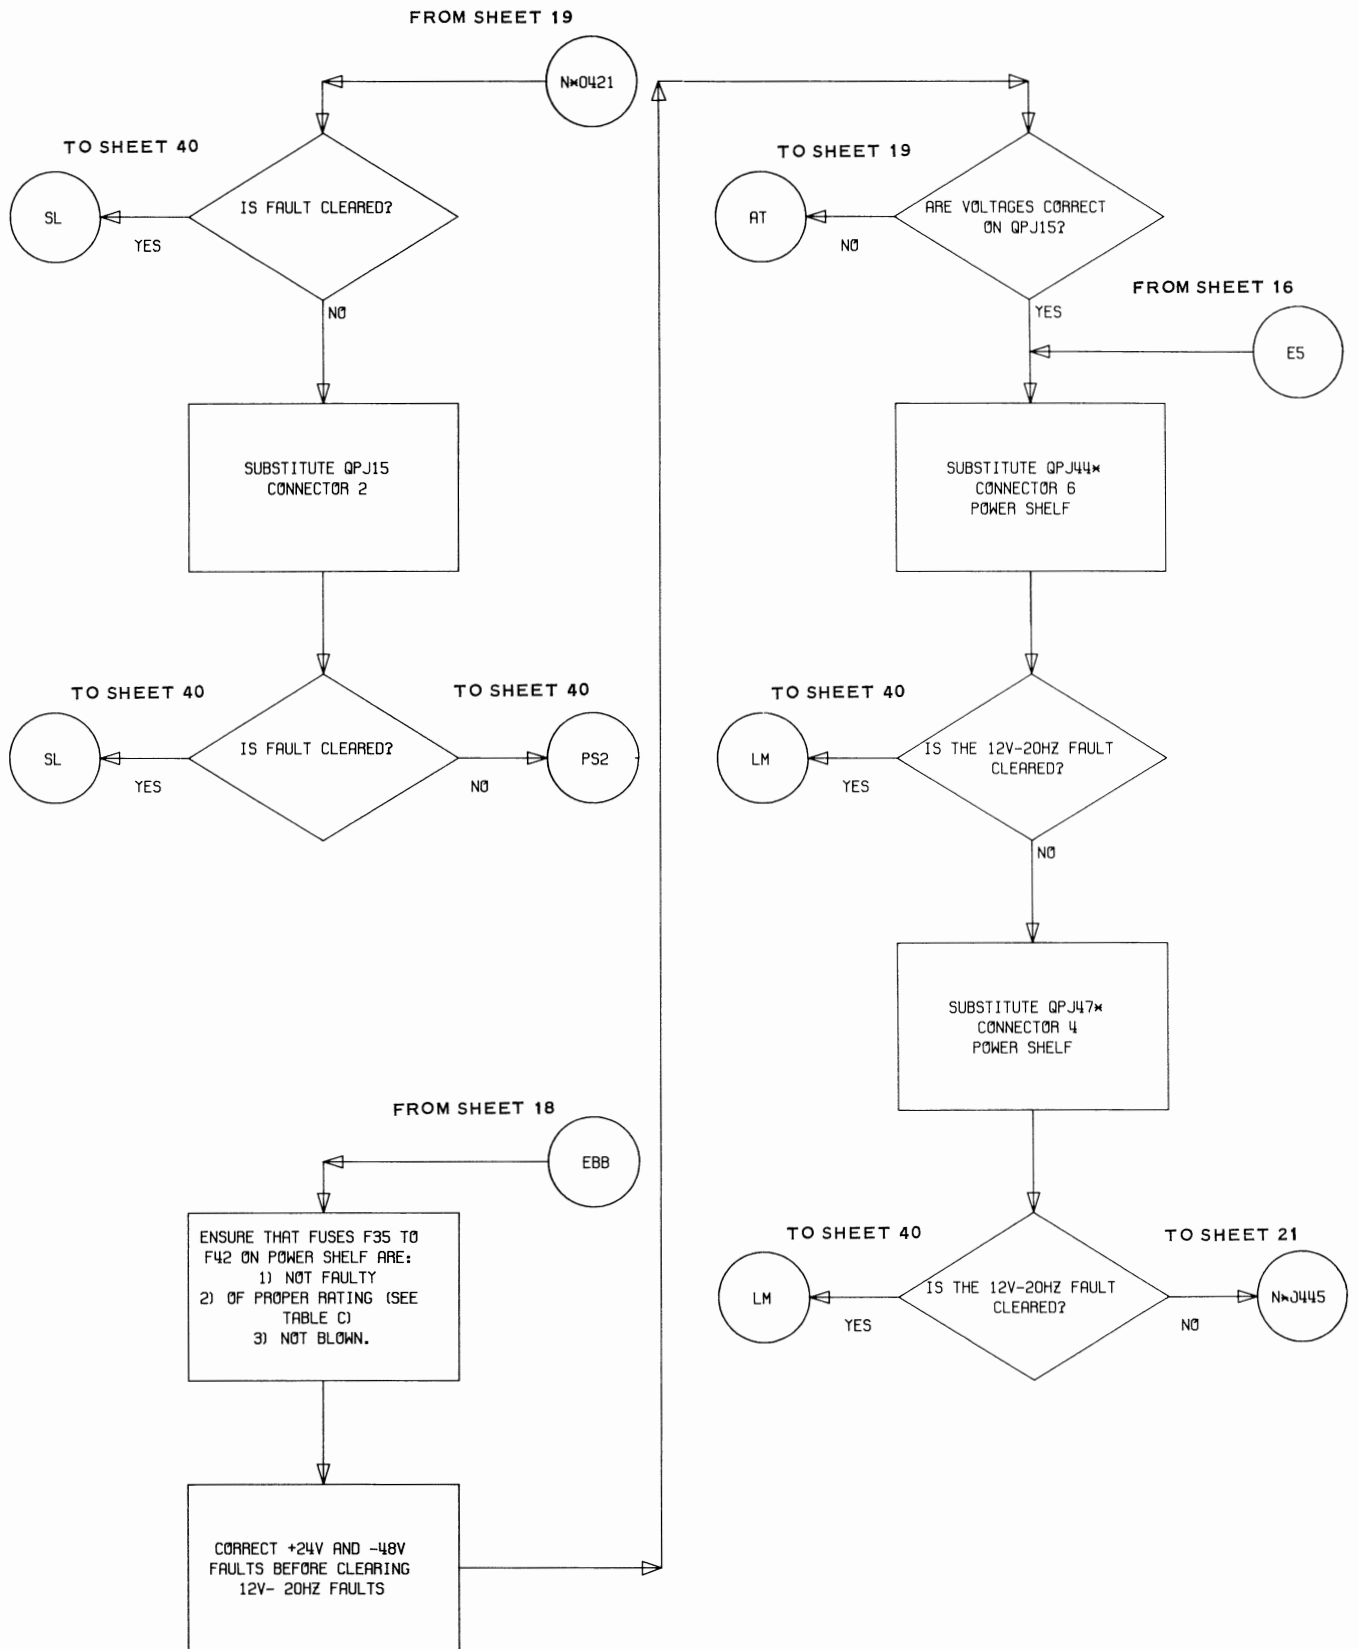 FROM SHEET 19
N*0421
TO SHEET 40
SL
YES
IS FAULT CLEARED?
NO
SUBSTITUTE QPJ15
CONNECTOR 2
TO SHEET 40
SL
YES
IS FAULT CLEARED?
TO SHEET 40
NO
PS2
FROM SHEET 18
EBB
ENSURE THAT FUSES F35 TO
F42 ON POWER SHELF ARE:
1) NOT FAULTY
2) OF PROPER RATING (SEE
TABLE C)
3) NOT BLOWN.
CORRECT +24V AND -48V
FAULTS BEFORE CLEARING
12V- 20HZ FAULTS
TO SHEET 19
AT
NO
ARE VOLTAGES CORRECT
ON QPJ15?
YES
FROM SHEET 16
E5
SUBSTITUTE QPJ44*
CONNECTOR 6
POWER SHELF
TO SHEET 40
LM
YES
IS THE 12V-20HZ FAULT
CLEARED?
NO
SUBSTITUTE QPJ47*
CONNECTOR 4
POWER SHELF
TO SHEET 40
LM
YES
IS THE 12V-20HZ FAULT
CLEARED?
TO SHEET 21
NO
N*J445